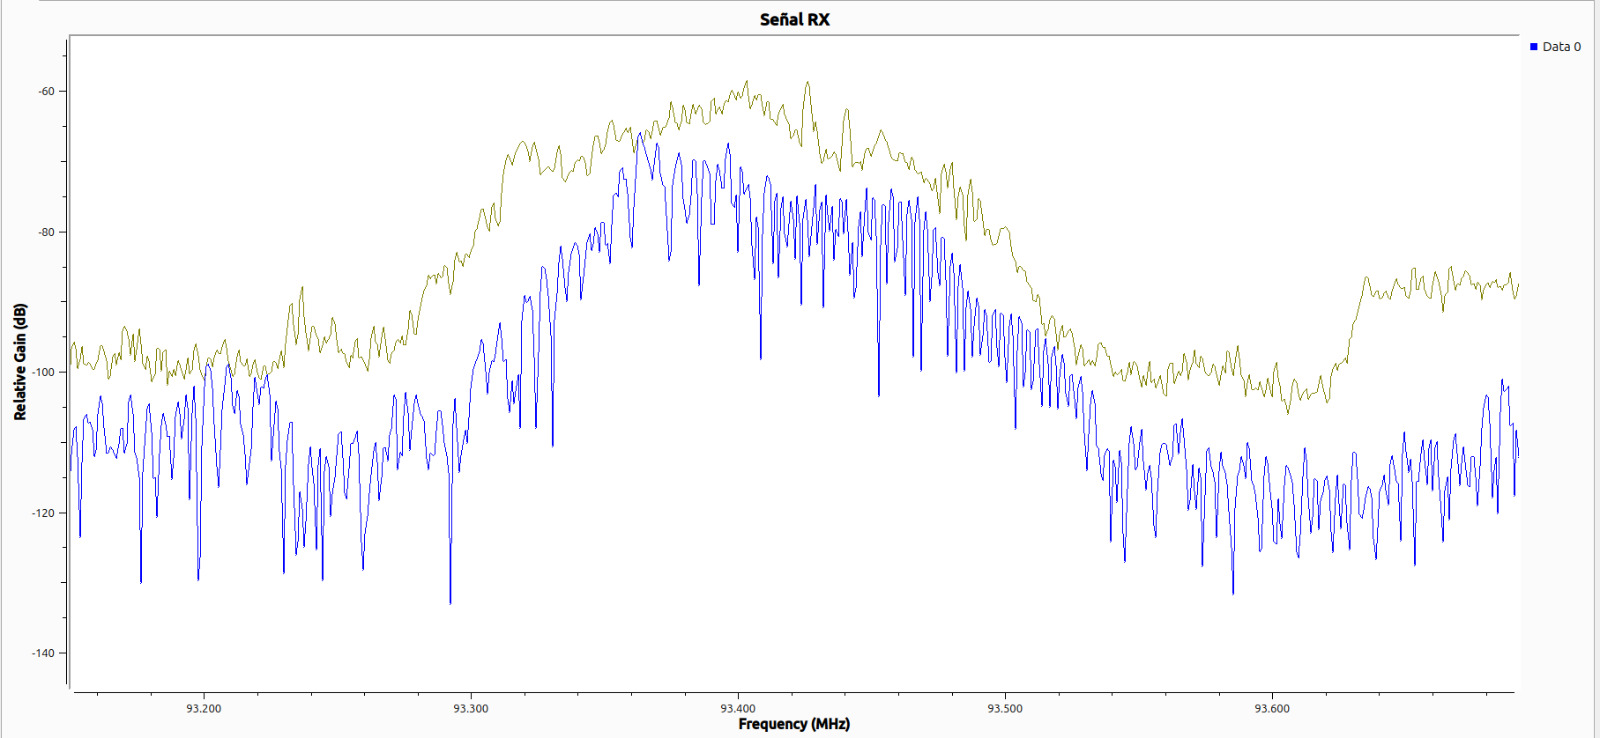 Señal RX
Data 0
-60
-80
-100
-120
-140
Relative Gain (dB)
93.200
93.300
93.400
93.500
93.600
Frequency (MHz)